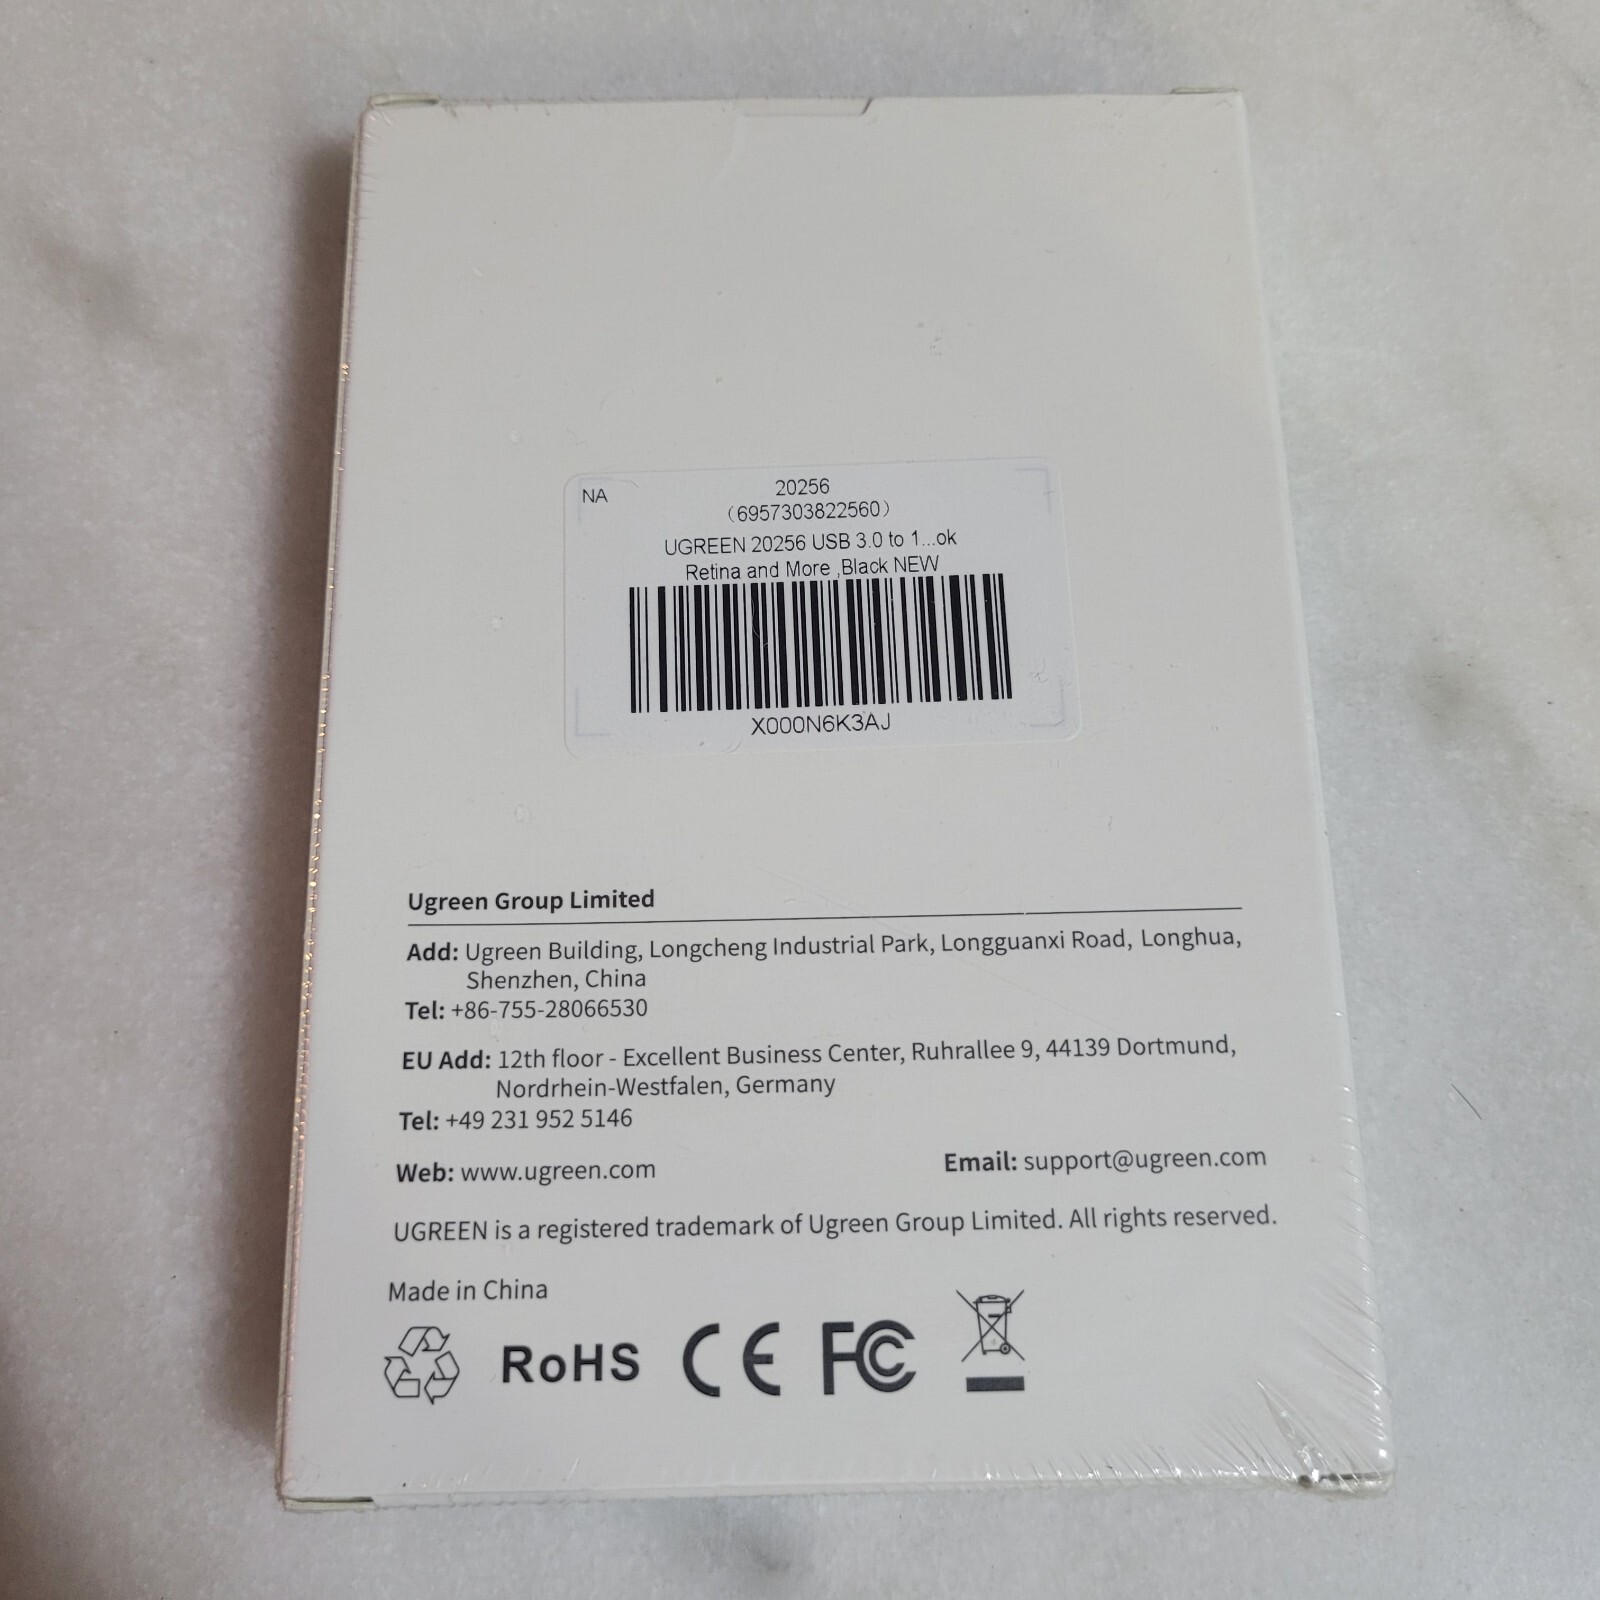 NA
20256
(6957303822560)
UGREEN 20256 USB 3.0 to 1...ok
Retina and More ,Black NEW
X000N6K3AJ
Ugreen Group Limited
Add: Ugreen Building, Longcheng Industrial Park, Longguanxi Road, Longhua,
Shenzhen, China
Tel: +86-755-28066530
EU Add: 12th floor - Excellent Business Center, Ruhrallee 9, 44139 Dortmund,
Nordrhein-Westfalen, Germany
Tel: +49 231 952 5146
Web: www.ugreen.com
Email: support@ugreen.com
UGREEN is a registered trademark of Ugreen Group Limited. All rights reserved.
Made in China
RoHS CE FC